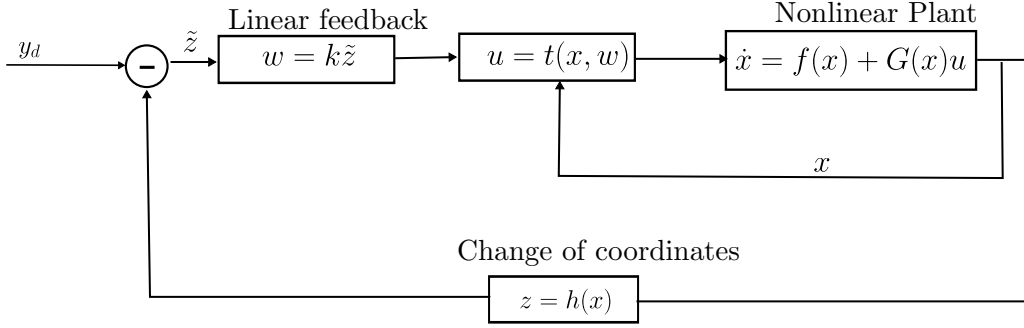 Linear feedback
Nonlinear Plant
y_d
z̃
w = kz̃
u = t(x, w)
ẋ = f(x) + G(x)u
−
x
Change of coordinates
z = h(x)